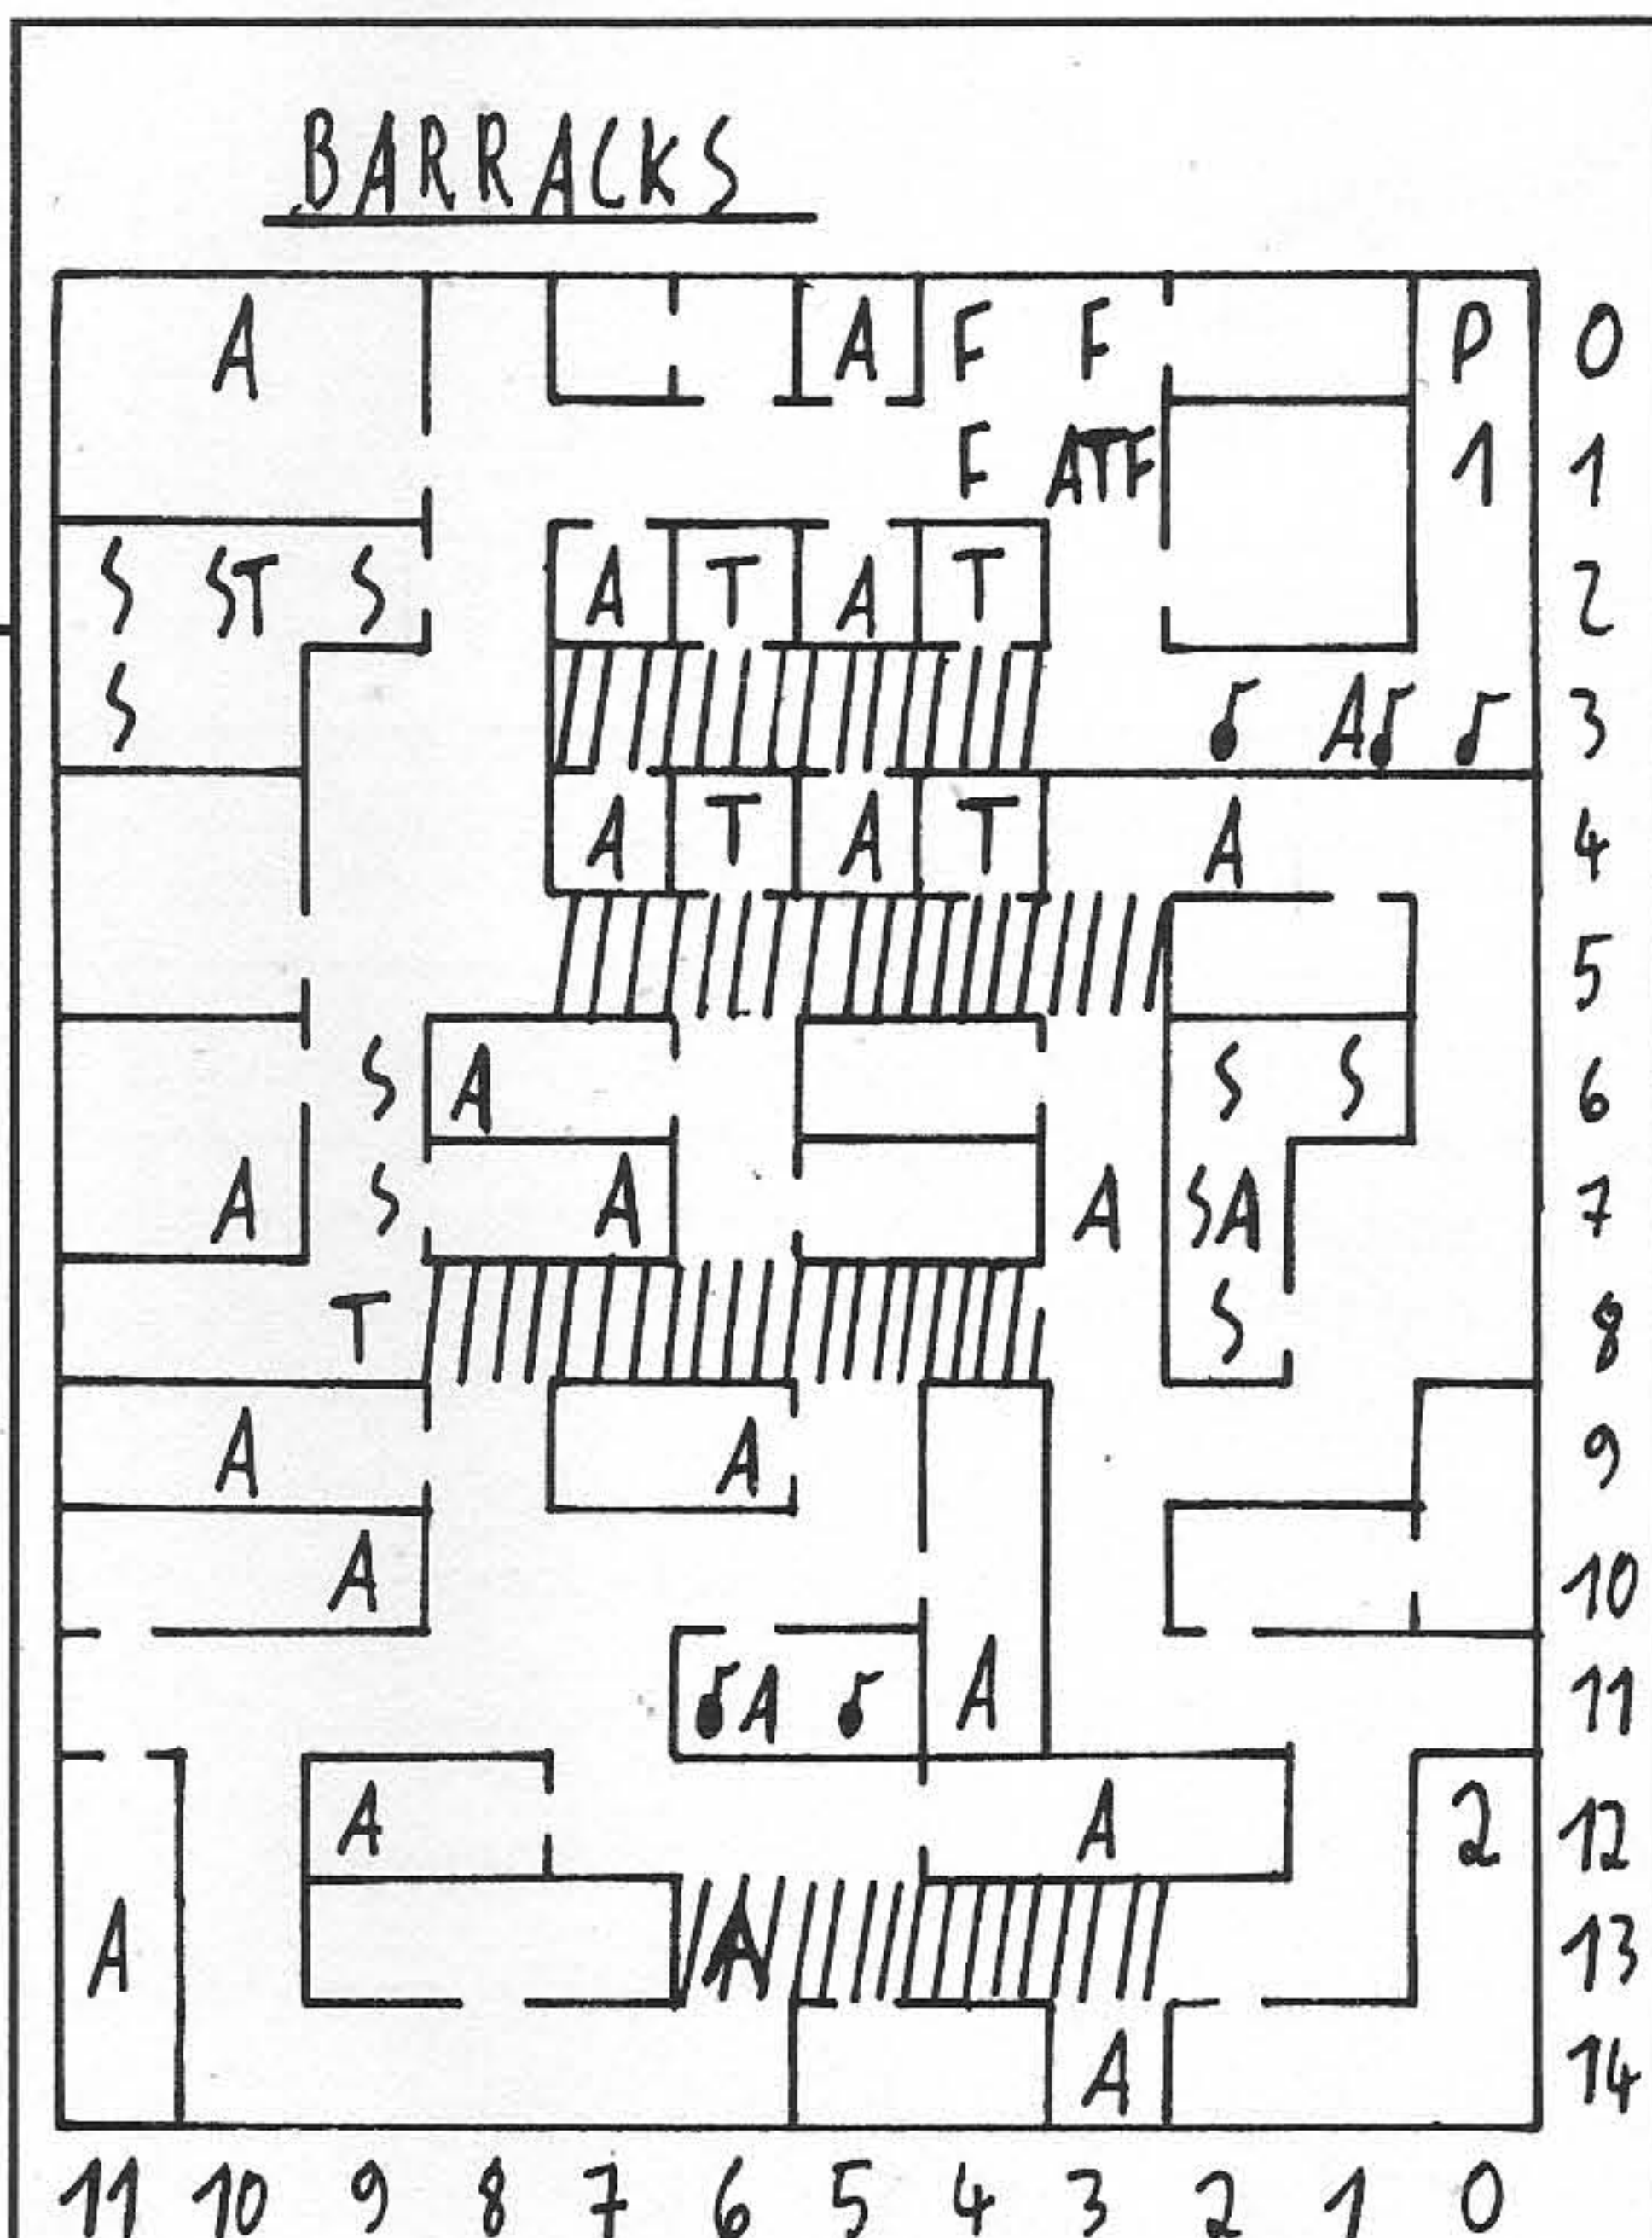 BARRACKS
A A F F P 0
F ATF 1 1
S ST S A T A T 2
S A 3
A T A T A 4
5
S A S S 6
A S A A SA 7
T S 8
A A 9
A 10
A A 11
A A 2 12
A A 13
A 14
11 10 9 8 7 6 5 4 3 2 1 0